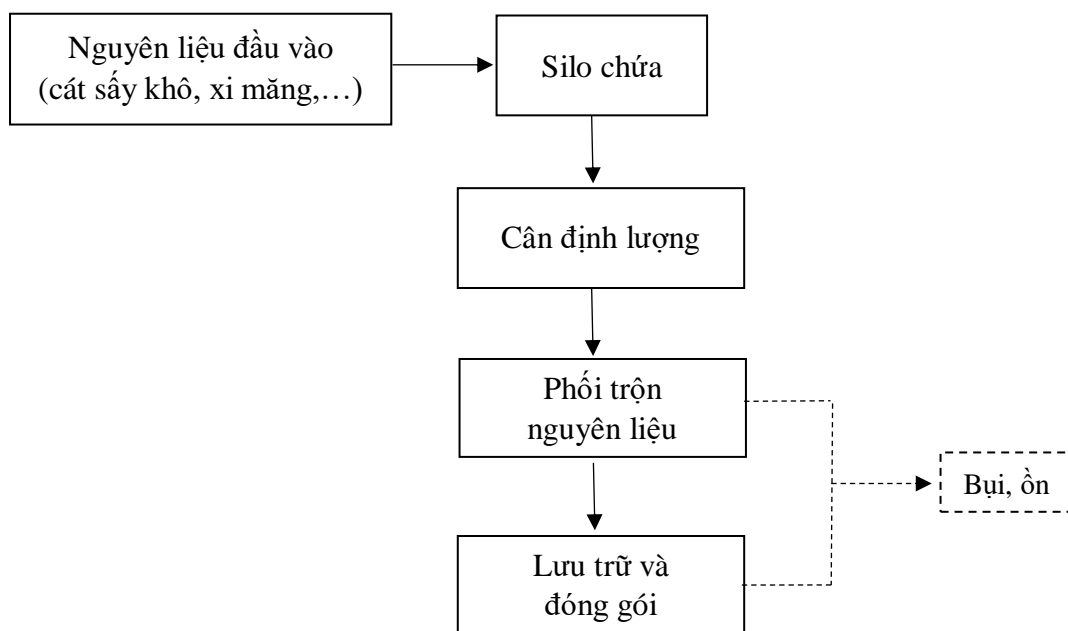 Nguyên liệu đầu vào
(cát sấy khô, xi măng,…)
Silo chứa
Cân định lượng
Phối trộn
nguyên liệu
Bụi, ồn
Lưu trữ và
đóng gói